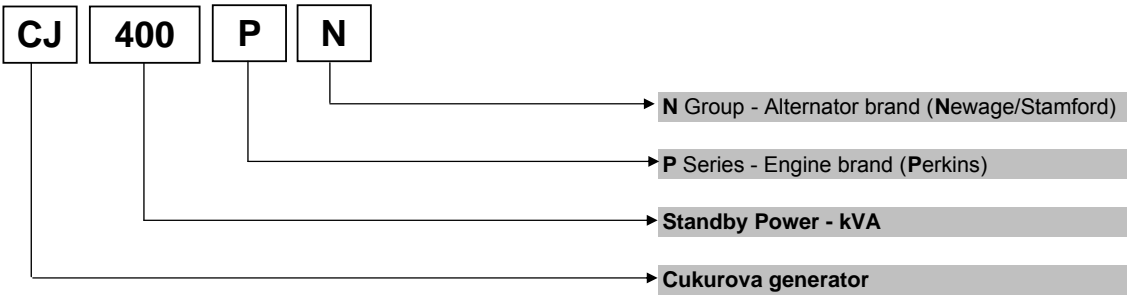 CJ 400 P N
N Group - Alternator brand (Newage/Stamford)
P Series - Engine brand (Perkins)
Standby Power - kVA
Cukurova generator